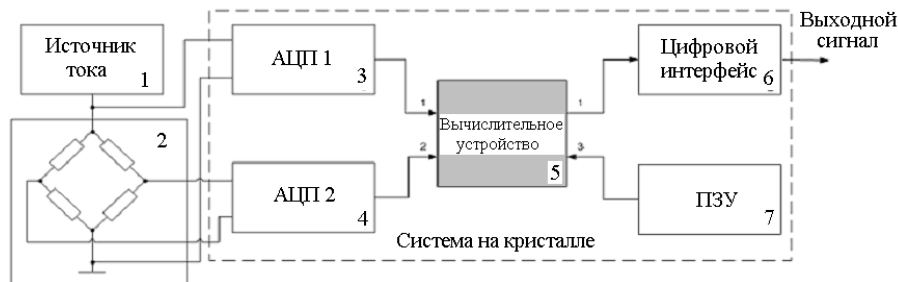 Источник
тока
1
2
АЦП 1
3
АЦП 2
4
1
2
Вычислительное
устройство
5
1
3
Цифровой
интерфейс
6
ПЗУ
7
Выходной
сигнал
Система на кристалле